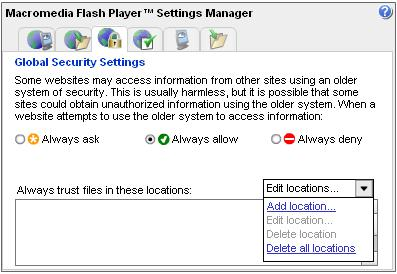 Macromedia Flash Player™ Settings Manager
?
Global Security Settings
Some websites may access information from other sites using an older
system of security. This is usually harmless, but it is possible that some
sites could obtain unauthorized information using the older system. When a
website attempts to use the older system to access information:
Always ask Always allow Always deny
Always trust files in these locations: Edit locations...
Add location...
Edit location...
Delete location
Delete all locations